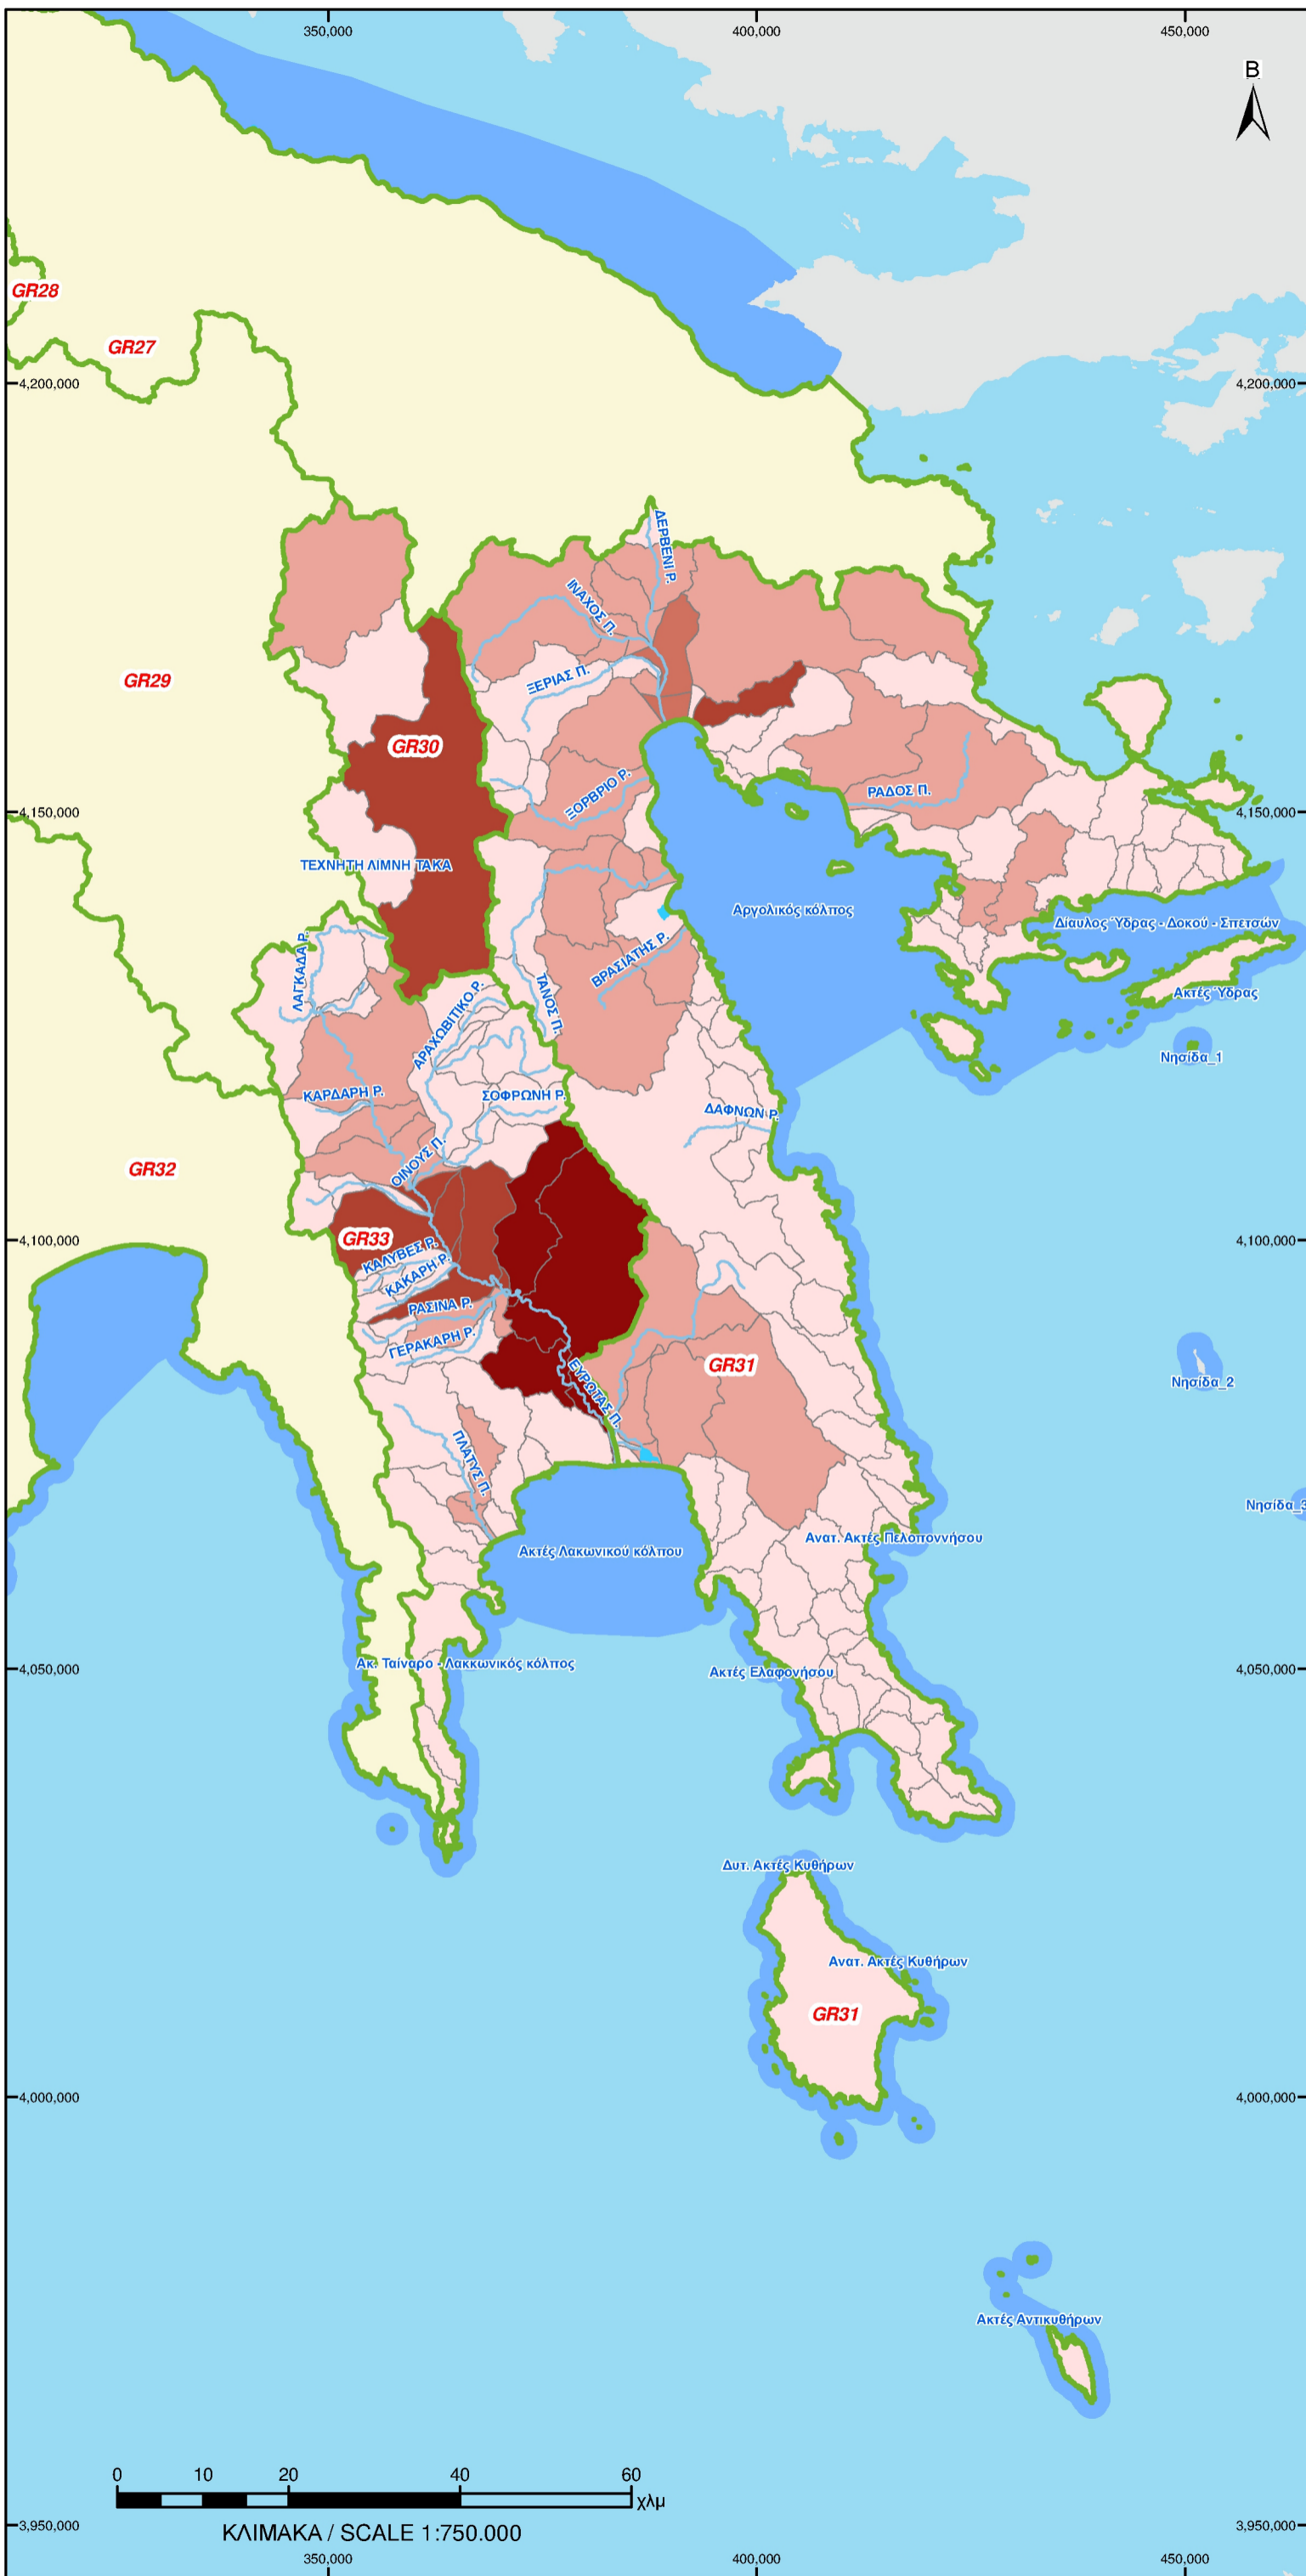 350,000
400,000
450,000
B
GR28
GR27
4,200,000
4,200,000
ΔΕΡΒΕΝΙ Ρ.
ΙΝΑΧΟΣ Π.
ΞΕΡΙΑΣ Π.
GR29
GR30
ΞΟΡΒΡΙΟ Ρ.
ΡΑΔΟΣ Π.
4,150,000
4,150,000
ΤΕΧΝΗΤΗ ΛΙΜΝΗ ΤΑΚΑ
Αργολικός κόλπος
Δίαυλος Ύδρας - Δοκού - Σπετσών
ΒΡΑΣΙΑΤΗΣ Ρ.
ΛΑΓΚΑΔΑ Ρ.
Ακτές Ύδρας
ΤΑΝΟΣ Π.
ΑΡΑΧΩΒΙΤΙΚΟ Ρ.
Νησίδα_1
ΚΑΡΔΑΡΗ Ρ.
ΣΟΦΡΩΝΗ Ρ.
ΔΑΦΝΩΝ Ρ.
ΟΙΝΟΥΣ Π.
GR32
GR33
4,100,000
4,100,000
ΚΑΛΥΒΕΣ Ρ.
ΚΑΚΑΡΗ Ρ.
ΡΑΣΙΝΑ Ρ.
ΓΕΡΑΚΑΡΗ Ρ.
GR31
ΕΥΡΩΤΑΣ Π.
Νησίδα_2
ΠΛΑΤΥΣ Π.
Νησίδα_3
Ανατ. Ακτές Πελοποννήσου
Ακτές Λακωνικού κόλπου
Ακ. Ταίναρο - Λακκωνικός κόλπος
Ακτές Ελαφονήσου
4,050,000
4,050,000
Δυτ. Ακτές Κυθήρων
Ανατ. Ακτές Κυθήρων
GR31
4,000,000
4,000,000
Ακτές Αντικυθήρων
0 10 20 40 60
χλμ
ΚΛΙΜΑΚΑ / SCALE 1:750.000
3,950,000
3,950,000
350,000
400,000
450,000